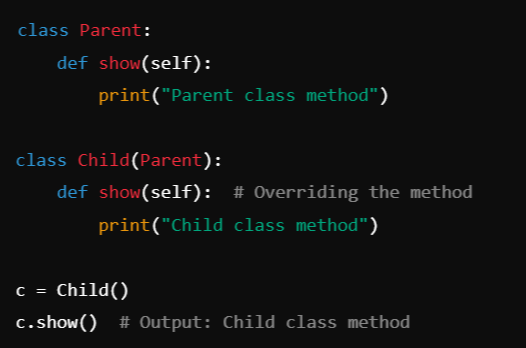 class Parent:
    def show(self):
        print("Parent class method")
class Child(Parent):
    def show(self):  # Overriding the method
        print("Child class method")
c = Child()
c.show()  # Output: Child class method